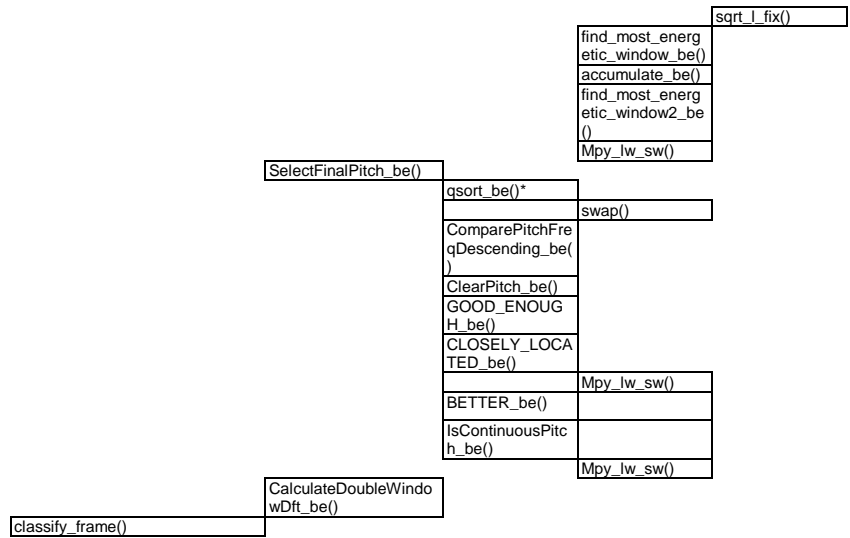 sqrt_l_fix()
find_most_energ
etic_window_be()
accumulate_be()
find_most_energ
etic_window2_be
()
Mpy_lw_sw()
SelectFinalPitch_be()
qsort_be()*
swap()
ComparePitchFre
qDescending_be(
)
ClearPitch_be()
GOOD_ENOUG
H_be()
CLOSELY_LOCA
TED_be()
Mpy_lw_sw()
BETTER_be()
IsContinuousPitc
h_be()
Mpy_lw_sw()
CalculateDoubleWindo
wDft_be()
classify_frame()